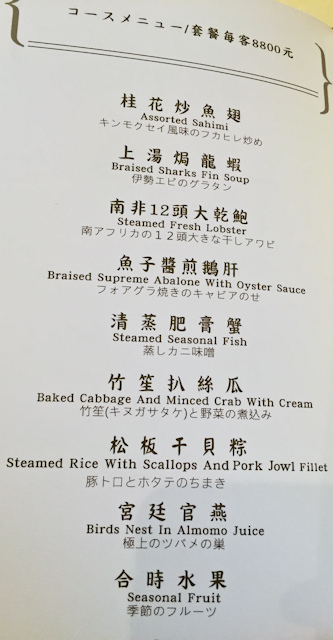 コースメニュー/套餐每客8800元
桂花炒魚翅
Assorted Sahimi
キンモクセイ風味のフカヒレ炒め
上湯焗龍蝦
Braised Sharks Fin Soup
伊勢エビのグラタン
南非12頭大乾鮑
Steamed Fresh Lobster
南アフリカの12頭大きな干しアワビ
魚子醬煎鵝肝
Braised Supreme Abalone With Oyster Sauce
フォアグラ焼きのキャビアのせ
清蒸肥膏蟹
Steamed Seasonal Fish
蒸しカニ味噌
竹笙扒絲瓜
Baked Cabbage And Minced Crab With Cream
竹笙(キヌガサタケ)と野菜の煮込み
松板干貝粽
Steamed Rice With Scallops And Pork Jowl Fillet
豚トロとホタテのちまき
宮廷官燕
Birds Nest In Almomo Juice
極上のツバメの巣
合時水果
Seasonal Fruit
季節のフルーツ